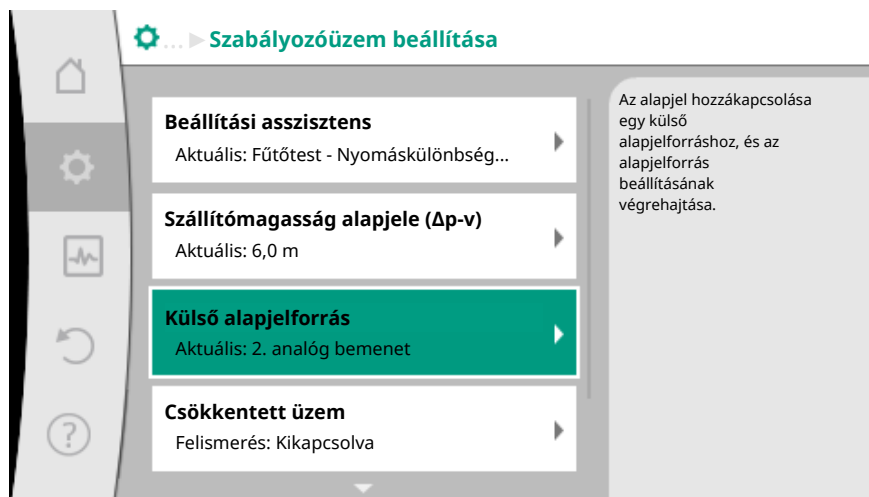 ... ▶ Szabályozóüzem beállítása
Beállítási asszisztens
Aktuális: Fűtőtest - Nyomáskülönbség...
Szállítómagasság alapjele (Δp-v)
Aktuális: 6,0 m
Külső alapjelforrás
Aktuális: 2. analóg bemenet
Csökkentett üzem
Felismerés: Kikapcsolva
Az alapjel hozzákapcsolása
egy külső
alapjelforráshoz, és az
alapjelforrás
beállításának
végrehajtása.
?